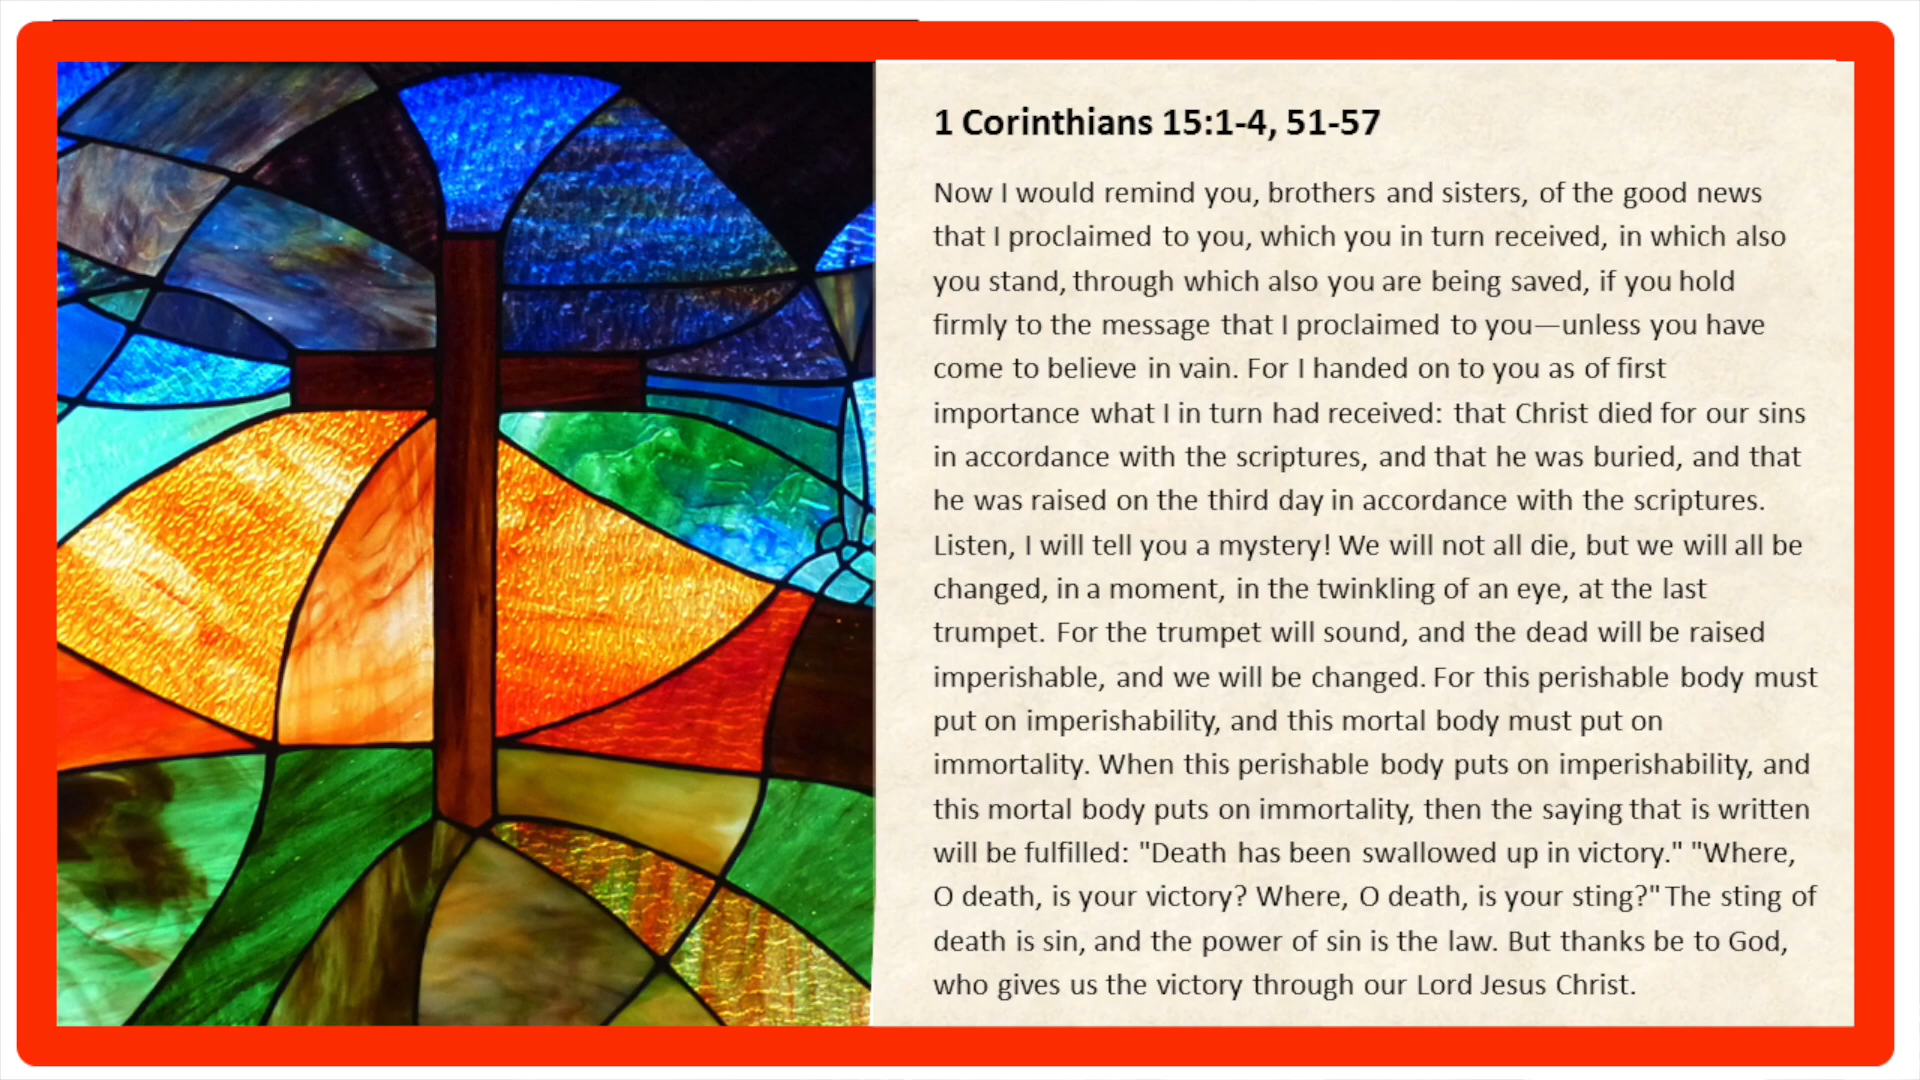 1 Corinthians 15:1-4, 51-57
Now I would remind you, brothers and sisters, of the good news
that I proclaimed to you, which you in turn received, in which also
you stand, through which also you are being saved, if you hold
firmly to the message that I proclaimed to you—unless you have
come to believe in vain. For I handed on to you as of first
importance what I in turn had received: that Christ died for our sins
in accordance with the scriptures, and that he was buried, and that
he was raised on the third day in accordance with the scriptures.
Listen, I will tell you a mystery! We will not all die, but we will all be
changed, in a moment, in the twinkling of an eye, at the last
trumpet. For the trumpet will sound, and the dead will be raised
imperishable, and we will be changed. For this perishable body must
put on imperishability, and this mortal body must put on
immortality. When this perishable body puts on imperishability, and
this mortal body puts on immortality, then the saying that is written
will be fulfilled: "Death has been swallowed up in victory." "Where,
O death, is your victory? Where, O death, is your sting?" The sting of
death is sin, and the power of sin is the law. But thanks be to God,
who gives us the victory through our Lord Jesus Christ.